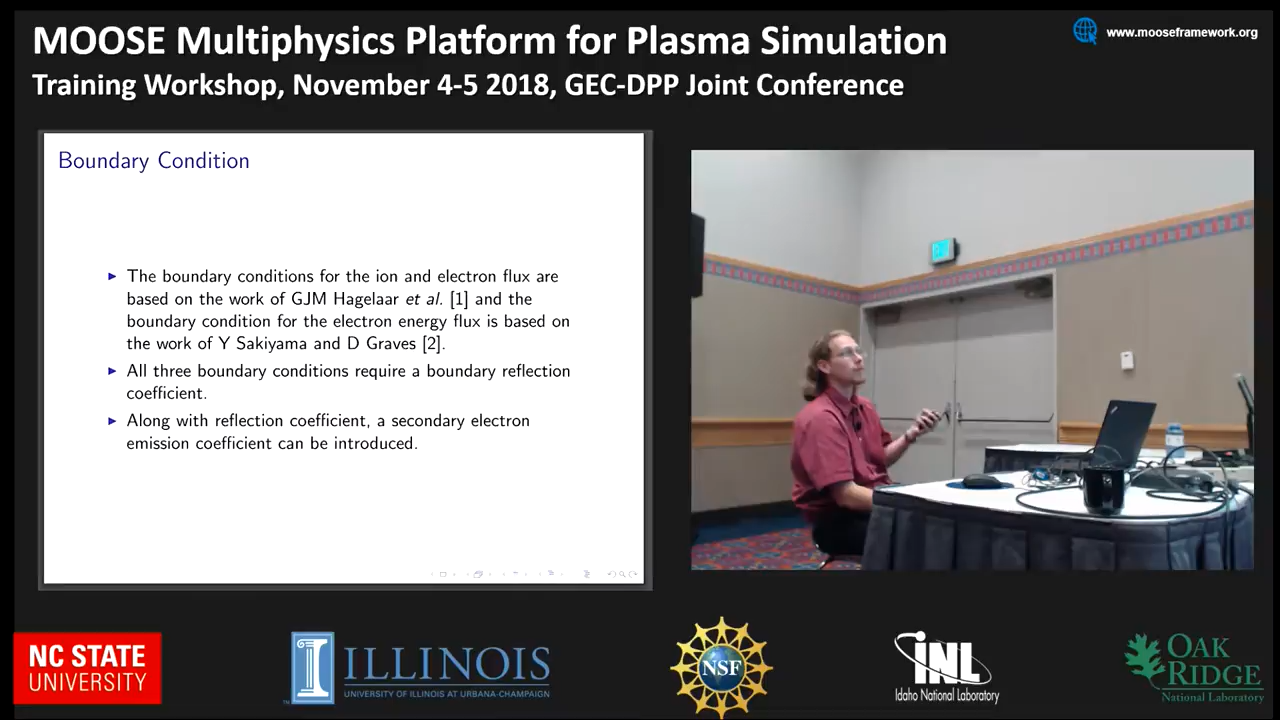 MOOSE Multiphysics Platform for Plasma Simulation
www.mooseframework.org
Training Workshop, November 4-5 2018, GEC-DPP Joint Conference
Boundary Condition
The boundary conditions for the ion and electron flux are
based on the work of GJM Hagelaar et al. [1] and the
boundary condition for the electron energy flux is based on
the work of Y Sakiyama and D Graves [2].
All three boundary conditions require a boundary reflection
coefficient.
Along with reflection coefficient, a secondary electron
emission coefficient can be introduced.
NC STATE
UNIVERSITY
ILLINOIS
UNIVERSITY OF ILLINOIS AT URBANA-CHAMPAIGN
NSF
INL
Idaho National Laboratory
OAK
RIDGE
National Laboratory